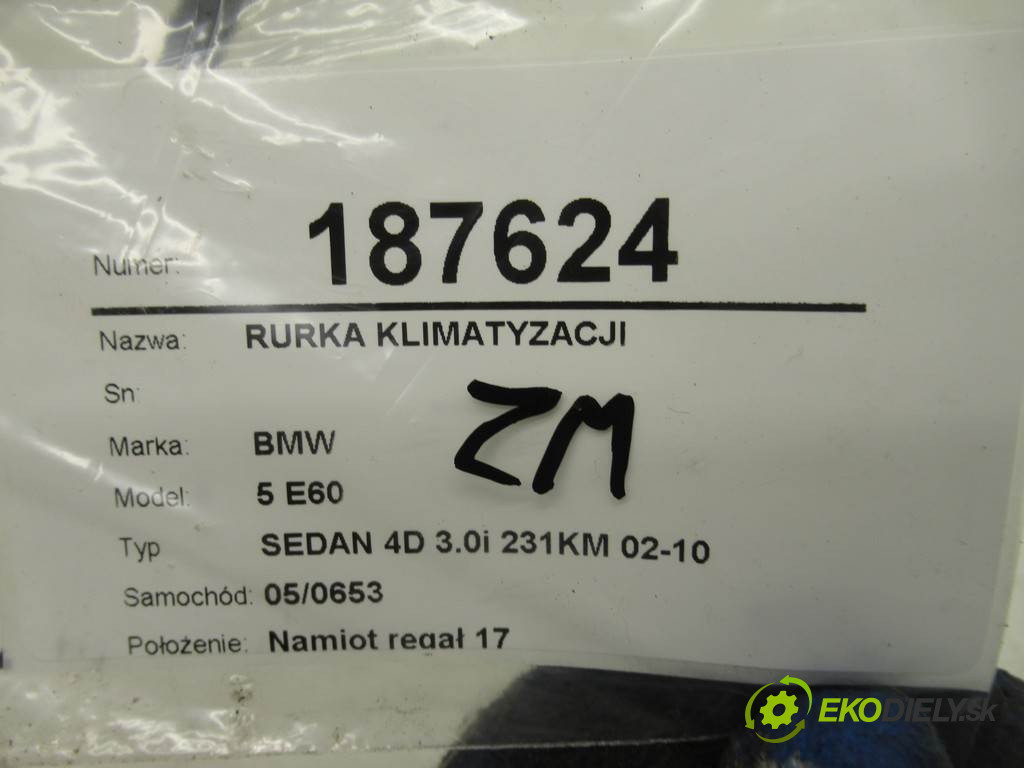 Numer: 187624
Nazwa: RURKA KLIMATYZACJI
Sn:
ZM
Marka: BMW
Model: 5 E60
Typ SEDAN 4D 3.0i 231KM 02-10
Samochód: 05/0653
Położenie: Namiot regał 17
EKODIELY.sk